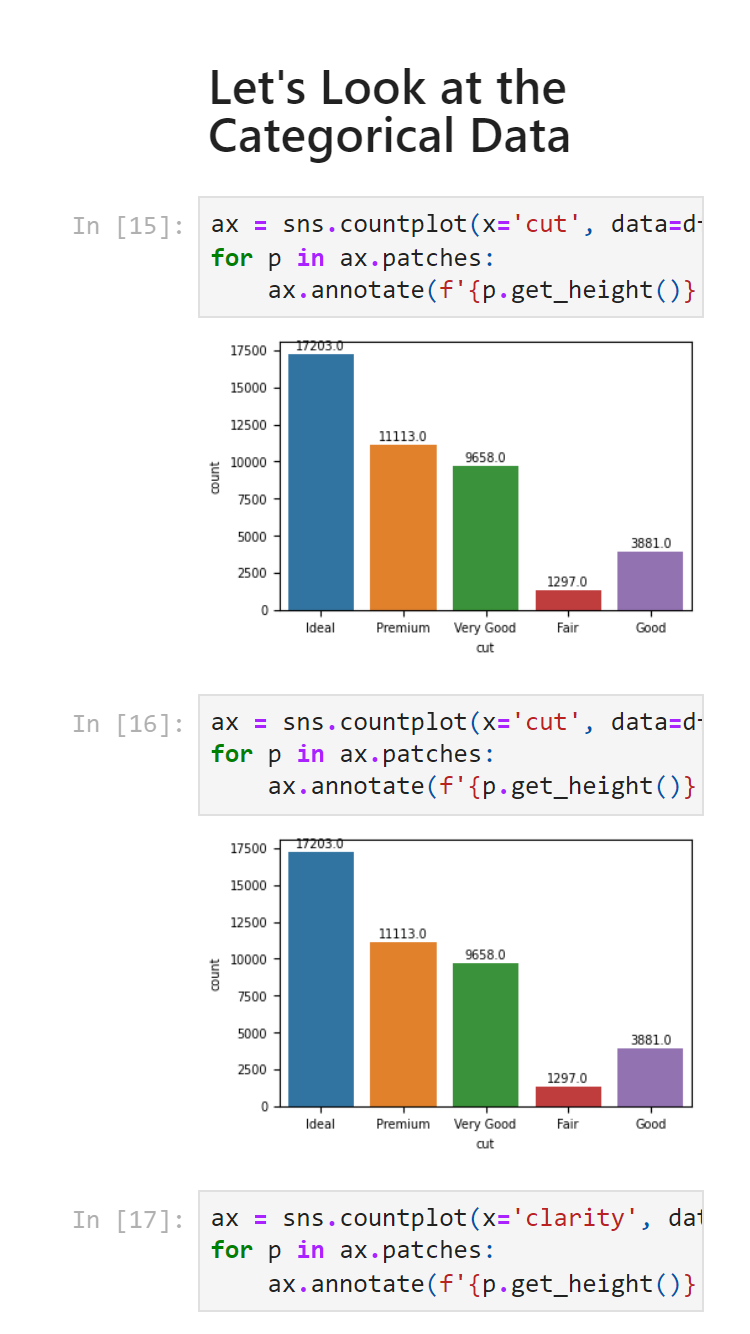 Let's Look at the
Categorical Data
In [15]:
ax = sns.countplot(x='cut', data=
for p in ax.patches:
ax.annotate(f'{p.get_height()}
17203.0
17500
15000
12500
10000
7500
5000
2500
0
count
11113.0
9658.0
1297.0
3881.0
Ideal Premium Very Good Fair Good
cut
In [16]:
ax = sns.countplot(x='cut', data=
for p in ax.patches:
ax.annotate(f'{p.get_height()}
17203.0
17500
15000
12500
10000
7500
5000
2500
0
count
11113.0
9658.0
1297.0
3881.0
Ideal Premium Very Good Fair Good
cut
In [17]:
ax = sns.countplot(x='clarity',
for p in ax.patches:
ax.annotate(f'{p.get_height()}